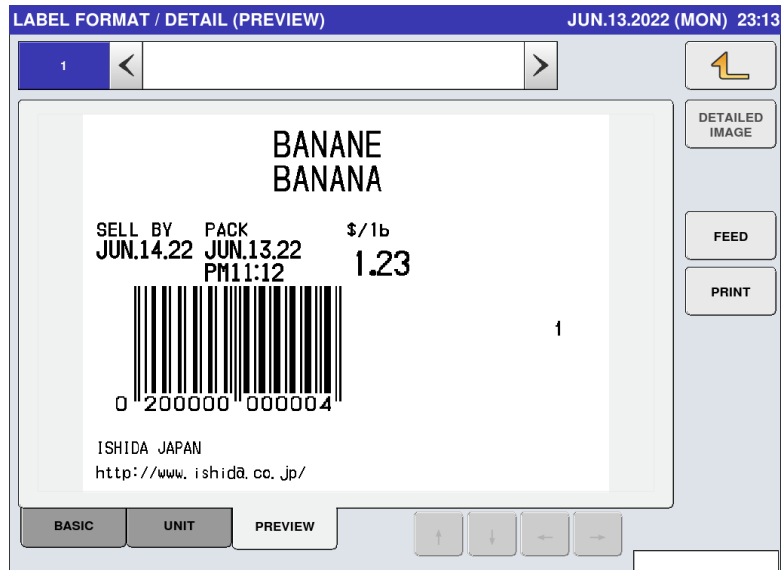 LABEL FORMAT / DETAIL (PREVIEW) JUN.13.2022 (MON) 23:13
1
DETAILED
IMAGE
BANANE
BANANA
SELL BY PACK $/lb
JUN.14.22 JUN.13.22 1.23
PM11:12
FEED
PRINT
1
0 200000 000004
ISHIDA JAPAN
http://www.ishida.co.jp/
BASIC UNIT PREVIEW